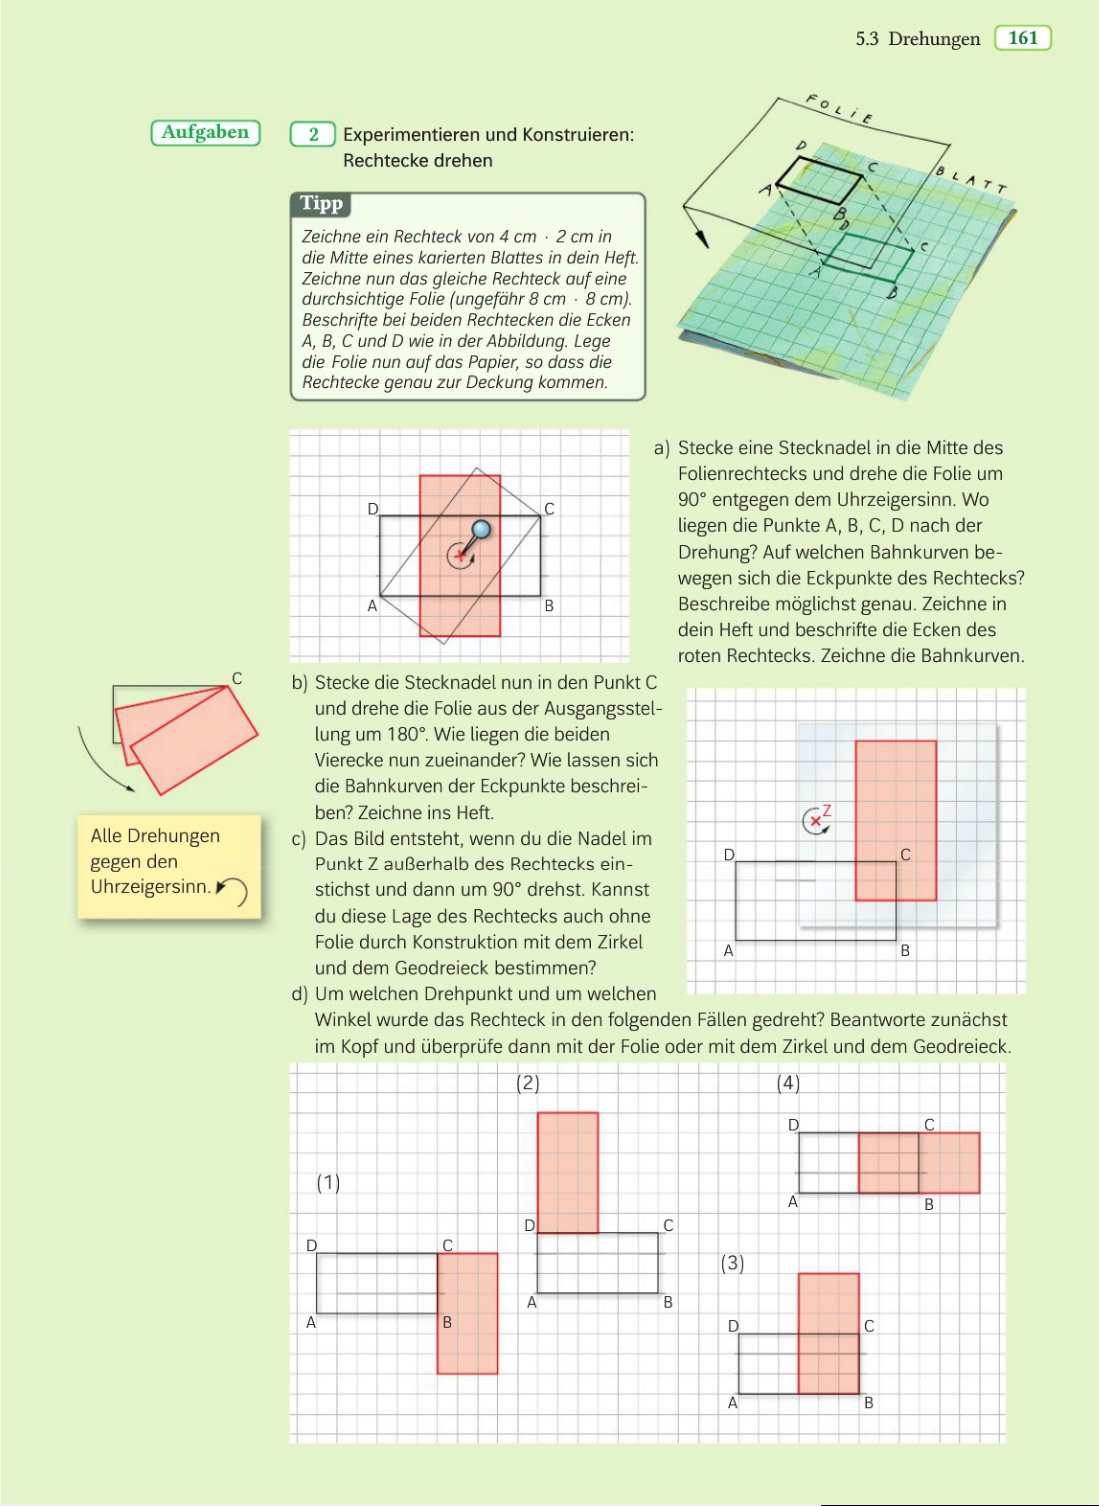 5.3 Drehungen 161
Aufgaben
2 Experimentieren und Konstruieren:
Rechtecke drehen
FOLiE
BLATT
D
C
A
B
D
C
A
B
Tipp
Zeichne ein Rechteck von 4 cm · 2 cm in
die Mitte eines karierten Blattes in dein Heft.
Zeichne nun das gleiche Rechteck auf eine
durchsichtige Folie (ungefähr 8 cm · 8 cm).
Beschrifte bei beiden Rechtecken die Ecken
A, B, C und D wie in der Abbildung. Lege
die Folie nun auf das Papier, so dass die
Rechtecke genau zur Deckung kommen.
D C
A B
a) Stecke eine Stecknadel in die Mitte des
Folienrechtecks und drehe die Folie um
90° entgegen dem Uhrzeigersinn. Wo
liegen die Punkte A, B, C, D nach der
Drehung? Auf welchen Bahnkurven be-
wegen sich die Eckpunkte des Rechtecks?
Beschreibe möglichst genau. Zeichne in
dein Heft und beschrifte die Ecken des
roten Rechtecks. Zeichne die Bahnkurven.
C
Alle Drehungen
gegen den
Uhrzeigersinn.
b) Stecke die Stecknadel nun in den Punkt C
und drehe die Folie aus der Ausgangsstel-
lung um 180°. Wie liegen die beiden
Vierecke nun zueinander? Wie lassen sich
die Bahnkurven der Eckpunkte beschrei-
ben? Zeichne ins Heft.
c) Das Bild entsteht, wenn du die Nadel im
Punkt Z außerhalb des Rechtecks ein-
stichst und dann um 90° drehst. Kannst
du diese Lage des Rechtecks auch ohne
Folie durch Konstruktion mit dem Zirkel
und dem Geodreieck bestimmen?
Z
D C
A B
d) Um welchen Drehpunkt und um welchen
Winkel wurde das Rechteck in den folgenden Fällen gedreht? Beantworte zunächst
im Kopf und überprüfe dann mit der Folie oder mit dem Zirkel und dem Geodreieck.
(1)
D C
A B
(2)
D C
A B
(4)
D C
A B
(3)
D C
A B